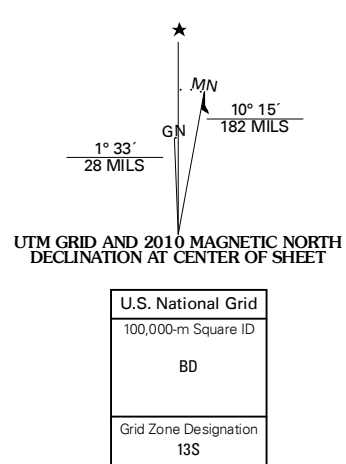 ★
MN
10° 15´
182 MILS
GN
1° 33´
28 MILS
UTM GRID AND 2010 MAGNETIC NORTH
DECLINATION AT CENTER OF SHEET
U.S. National Grid
100,000-m Square ID
BD
Grid Zone Designation
13S